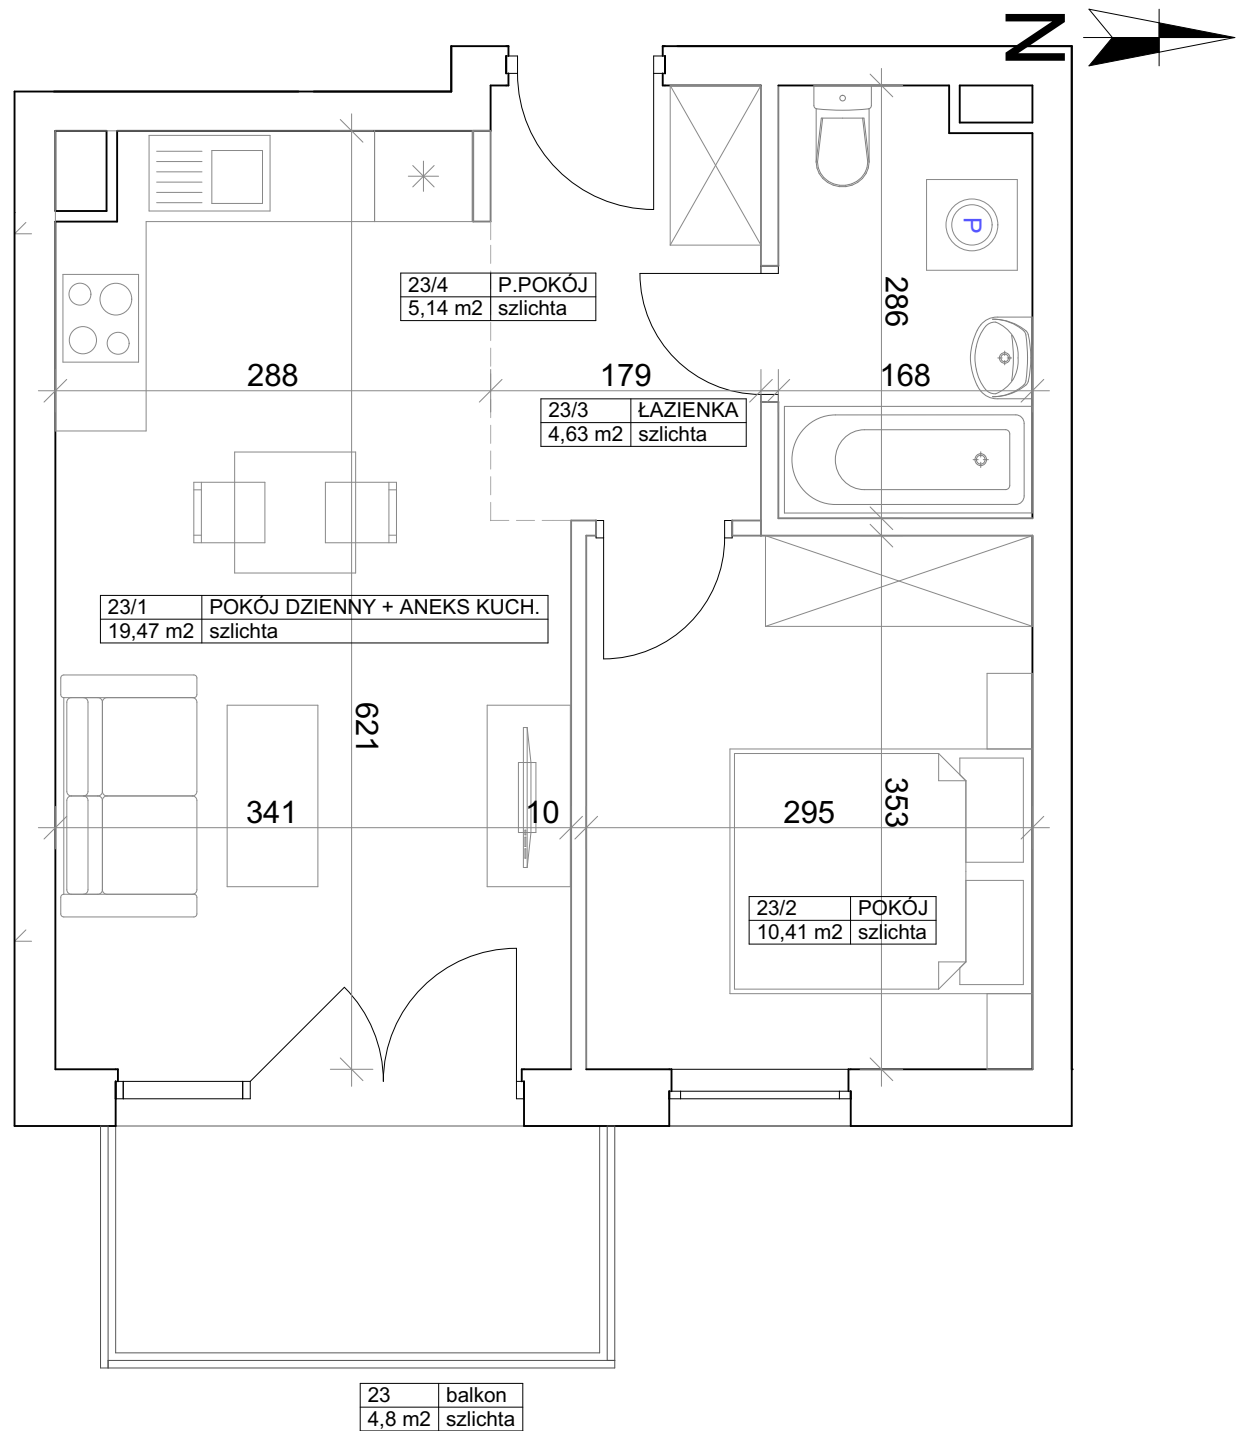 N
23/4 P.POKÓJ
5,14 m2 szlichta
286
288 179 168
23/3 ŁAZIENKA
4,63 m2 szlichta
P
23/1 POKÓJ DZIENNY + ANEKS KUCH.
19,47 m2 szlichta
621
341 10 295
353
23/2 POKÓJ
10,41 m2 szlichta
23 balkon
4,8 m2 szlichta